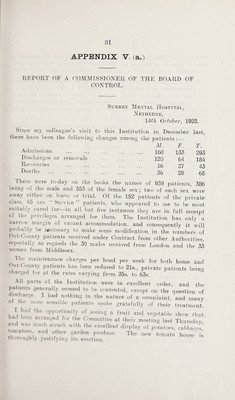 31
APPENDIX V (a.)
REPORT OF A COMMISSIONER OF THE BOARD OF
CONTROL.
Surrey Mental Hospital,
Netherne,
14th October, 1922.
Since my colleague's visit to this Institution in December last,
there have been the following changes among the patients:—
M. F. T.
Admissions ... 160 133 293
Discharges or removals ... 120 64 184
Recoveries ... 16 27 43
Deaths ... 36 29 65
There were to-day on the books the names of 939 patients, 386
being of the male and 553 of the female sex; two of each sex were
away either on leave or trial. Of the 152 patients of the private
class, 65 are "Service" patients, who appeared to me to be most
suitably cared for—in all but five instances they are in full receipt
of the privileges arranged for them. The Institution has only a
narrow margin of vacant accommodation, and consequently it will
probably be necessary to make some modification in the numbers of
Out-County patients received under Contract from other Authorities,
especially as regards the 30 males received from London and the 33
women from Middlesex.
The maintenance charges per head per week for both home and
Out-County patients has been reduced to 21s., private patients being
charged for at the rates varying from 35s. to 63s.
All parts of the Institution were in excellent order, and the
patients generally seemed to be contented, except on the question of
discharge. I had nothing in the nature of a complaint, and many
of the more sensible patients spoke gratefully of their treatment.
I had the opportunity of seeing a fruit and vegetable show that
had been arranged for the Committee at their meeting last Thursday,
and was much struck with the excellent display of potatoes, cabbages,
tomatoes, and other garden produce. The new tomato house is
thoroughly justifying its erection.